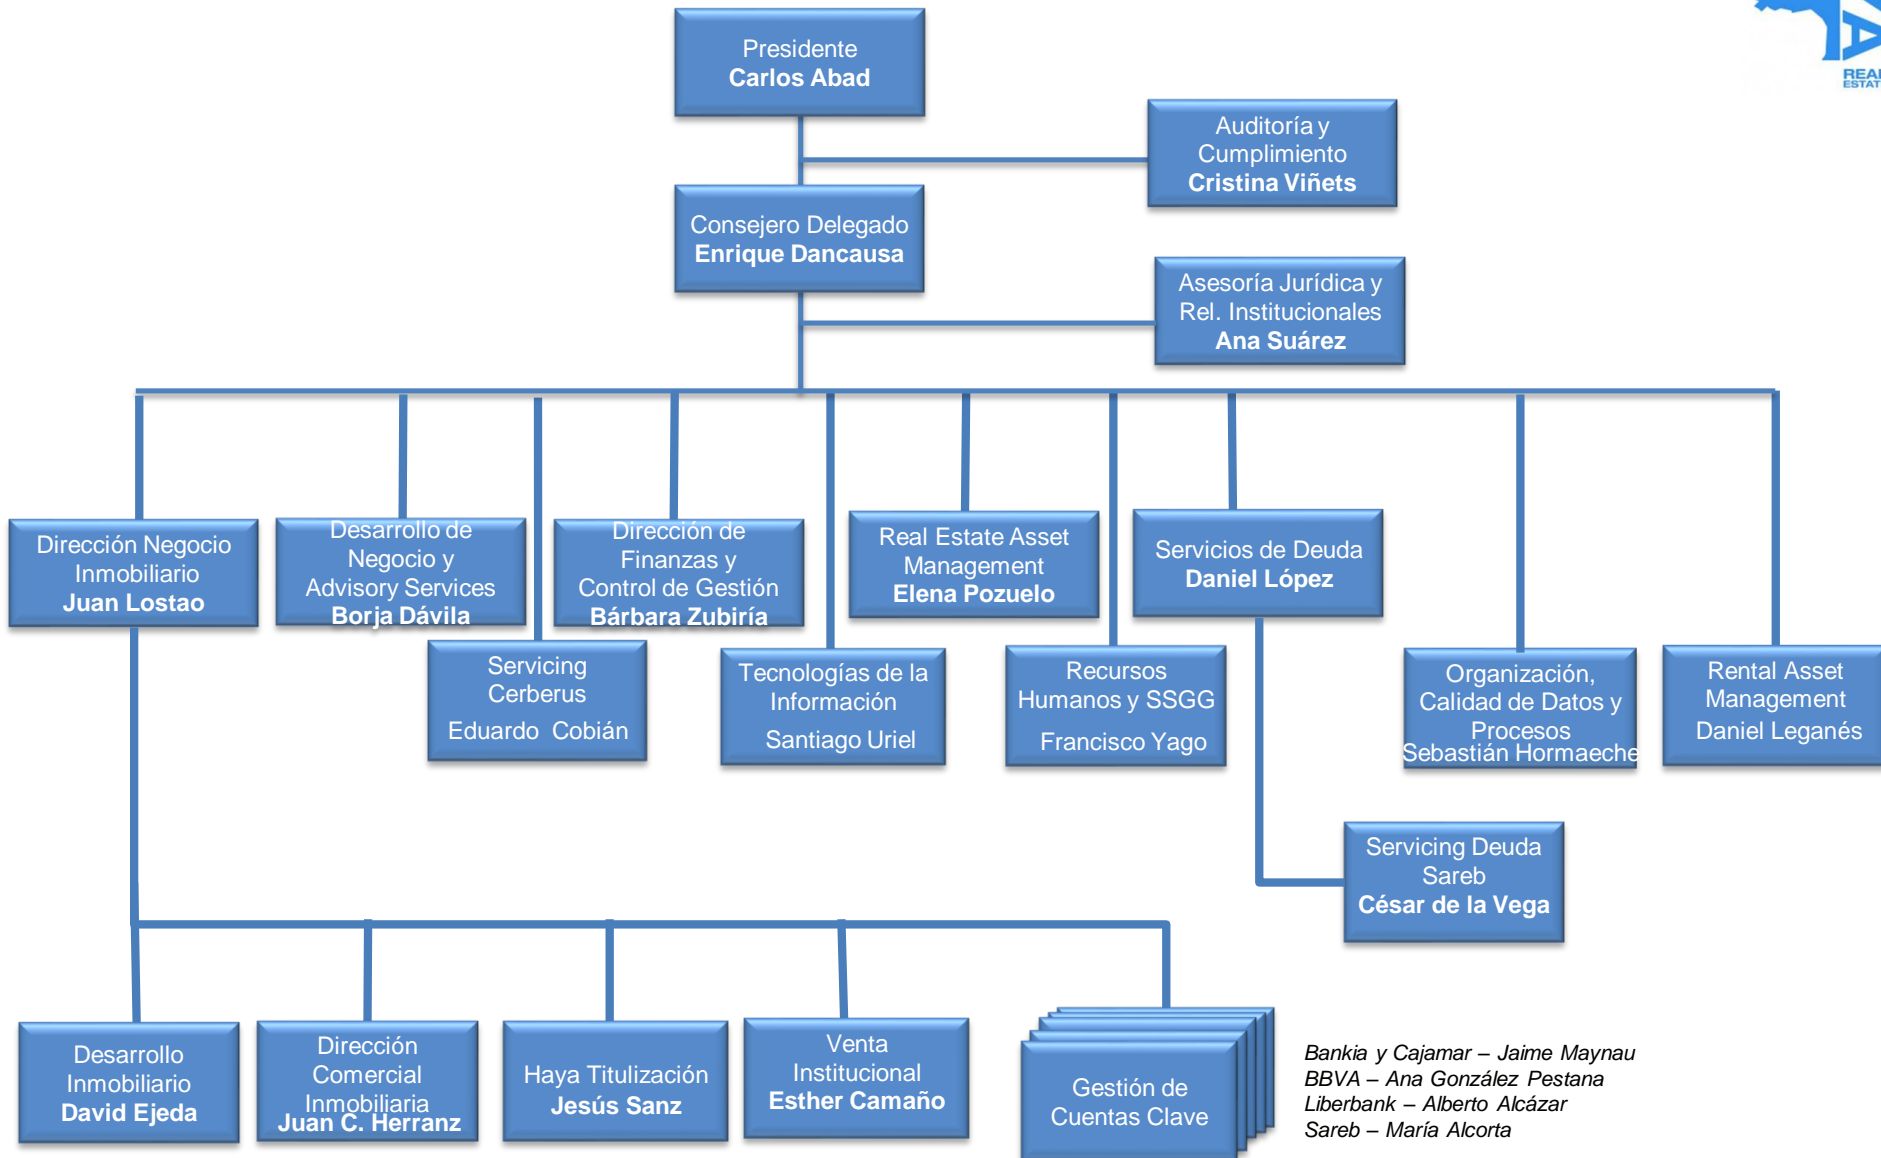 REAL
ESTATE
Presidente
Carlos Abad
Auditoría y
Cumplimiento
Cristina Viñets
Consejero Delegado
Enrique Dancausa
Asesoría Jurídica y
Rel. Institucionales
Ana Suárez
Dirección Negocio
Inmobiliario
Juan Lostao
Desarrollo de
Negocio y
Advisory Services
Borja Dávila
Dirección de
Finanzas y
Control de Gestión
Bárbara Zubiría
Real Estate Asset
Management
Elena Pozuelo
Servicios de Deuda
Daniel López
Servicing
Cerberus
Eduardo Cobián
Tecnologías de la
Información
Santiago Uriel
Recursos
Humanos y SSGG
Francisco Yago
Organización,
Calidad de Datos y
Procesos
Sebastián Hormaeche
Rental Asset
Management
Daniel Leganés
Servicing Deuda
Sareb
César de la Vega
Desarrollo
Inmobiliario
David Ejeda
Dirección
Comercial
Inmobiliaria
Juan C. Herranz
Haya Titulización
Jesús Sanz
Venta
Institucional
Esther Camaño
Gestión de
Cuentas Clave
Bankia y Cajamar – Jaime Maynau
BBVA – Ana González Pestana
Liberbank – Alberto Alcázar
Sareb – María Alcorta